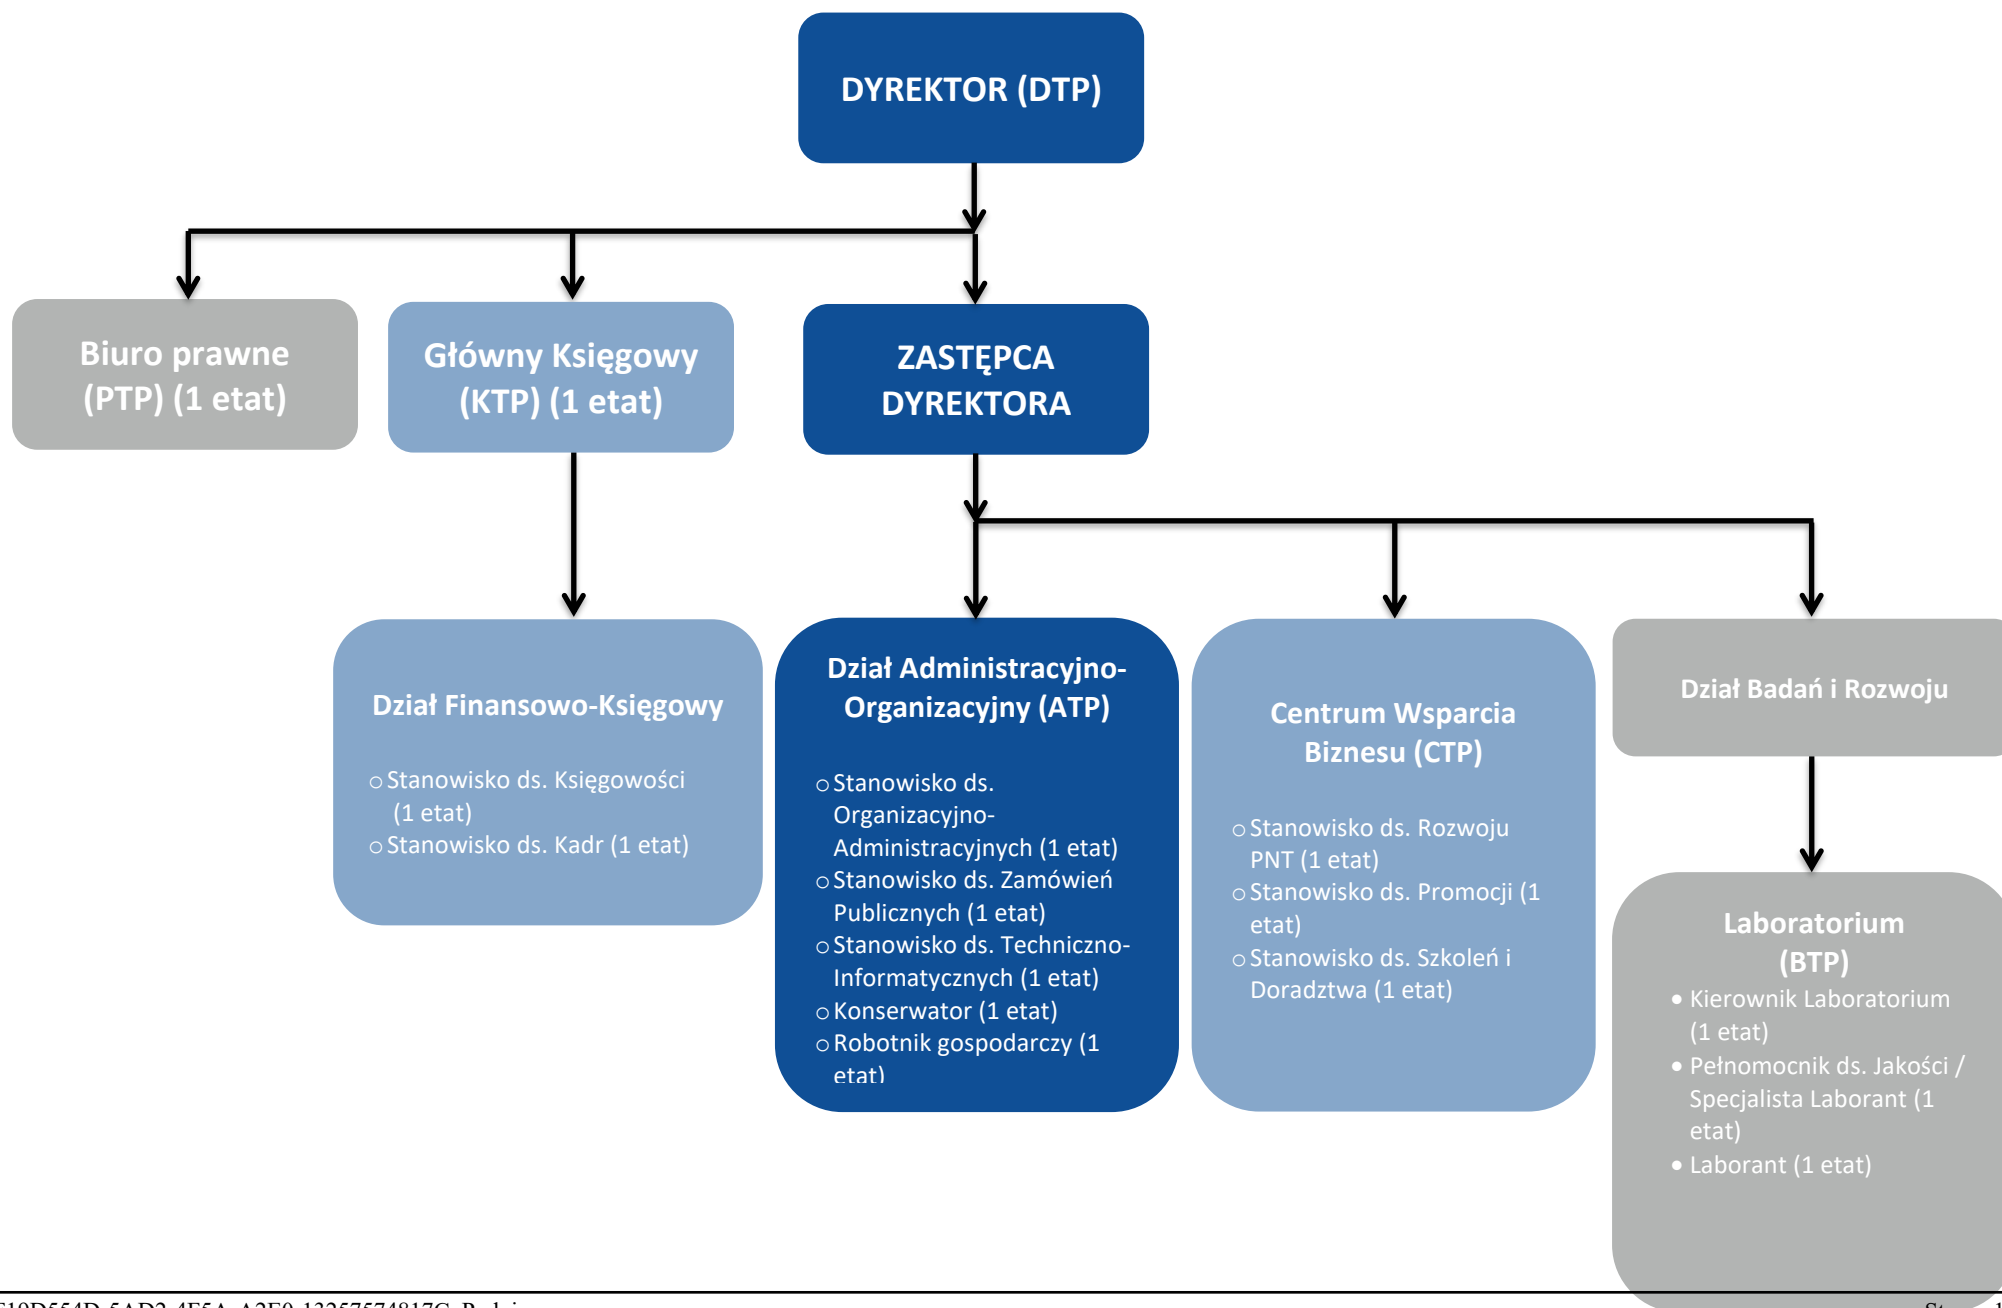 DYREKTOR (DTP)
Biuro prawne
(PTP) (1 etat)
Główny Księgowy
(KTP) (1 etat)
ZASTĘPCA
DYREKTORA
Dział Finansowo-Księgowy
o Stanowisko ds. Księgowości
(1 etat)
o Stanowisko ds. Kadr (1 etat)
Dział Administracyjno-
Organizacyjny (ATP)
o Stanowisko ds.
Organizacyjno-
Administracyjnych (1 etat)
o Stanowisko ds. Zamówień
Publicznych (1 etat)
o Stanowisko ds. Techniczno-
Informatycznych (1 etat)
o Konserwator (1 etat)
o Robotnik gospodarczy (1
etat)
Centrum Wsparcia
Biznesu (CTP)
o Stanowisko ds. Rozwoju
PNT (1 etat)
o Stanowisko ds. Promocji (1
etat)
o Stanowisko ds. Szkoleń i
Doradztwa (1 etat)
Dział Badań i Rozwoju
Laboratorium
(BTP)
• Kierownik Laboratorium
(1 etat)
• Pełnomocnik ds. Jakości /
Specjalista Laborant (1
etat)
• Laborant (1 etat)